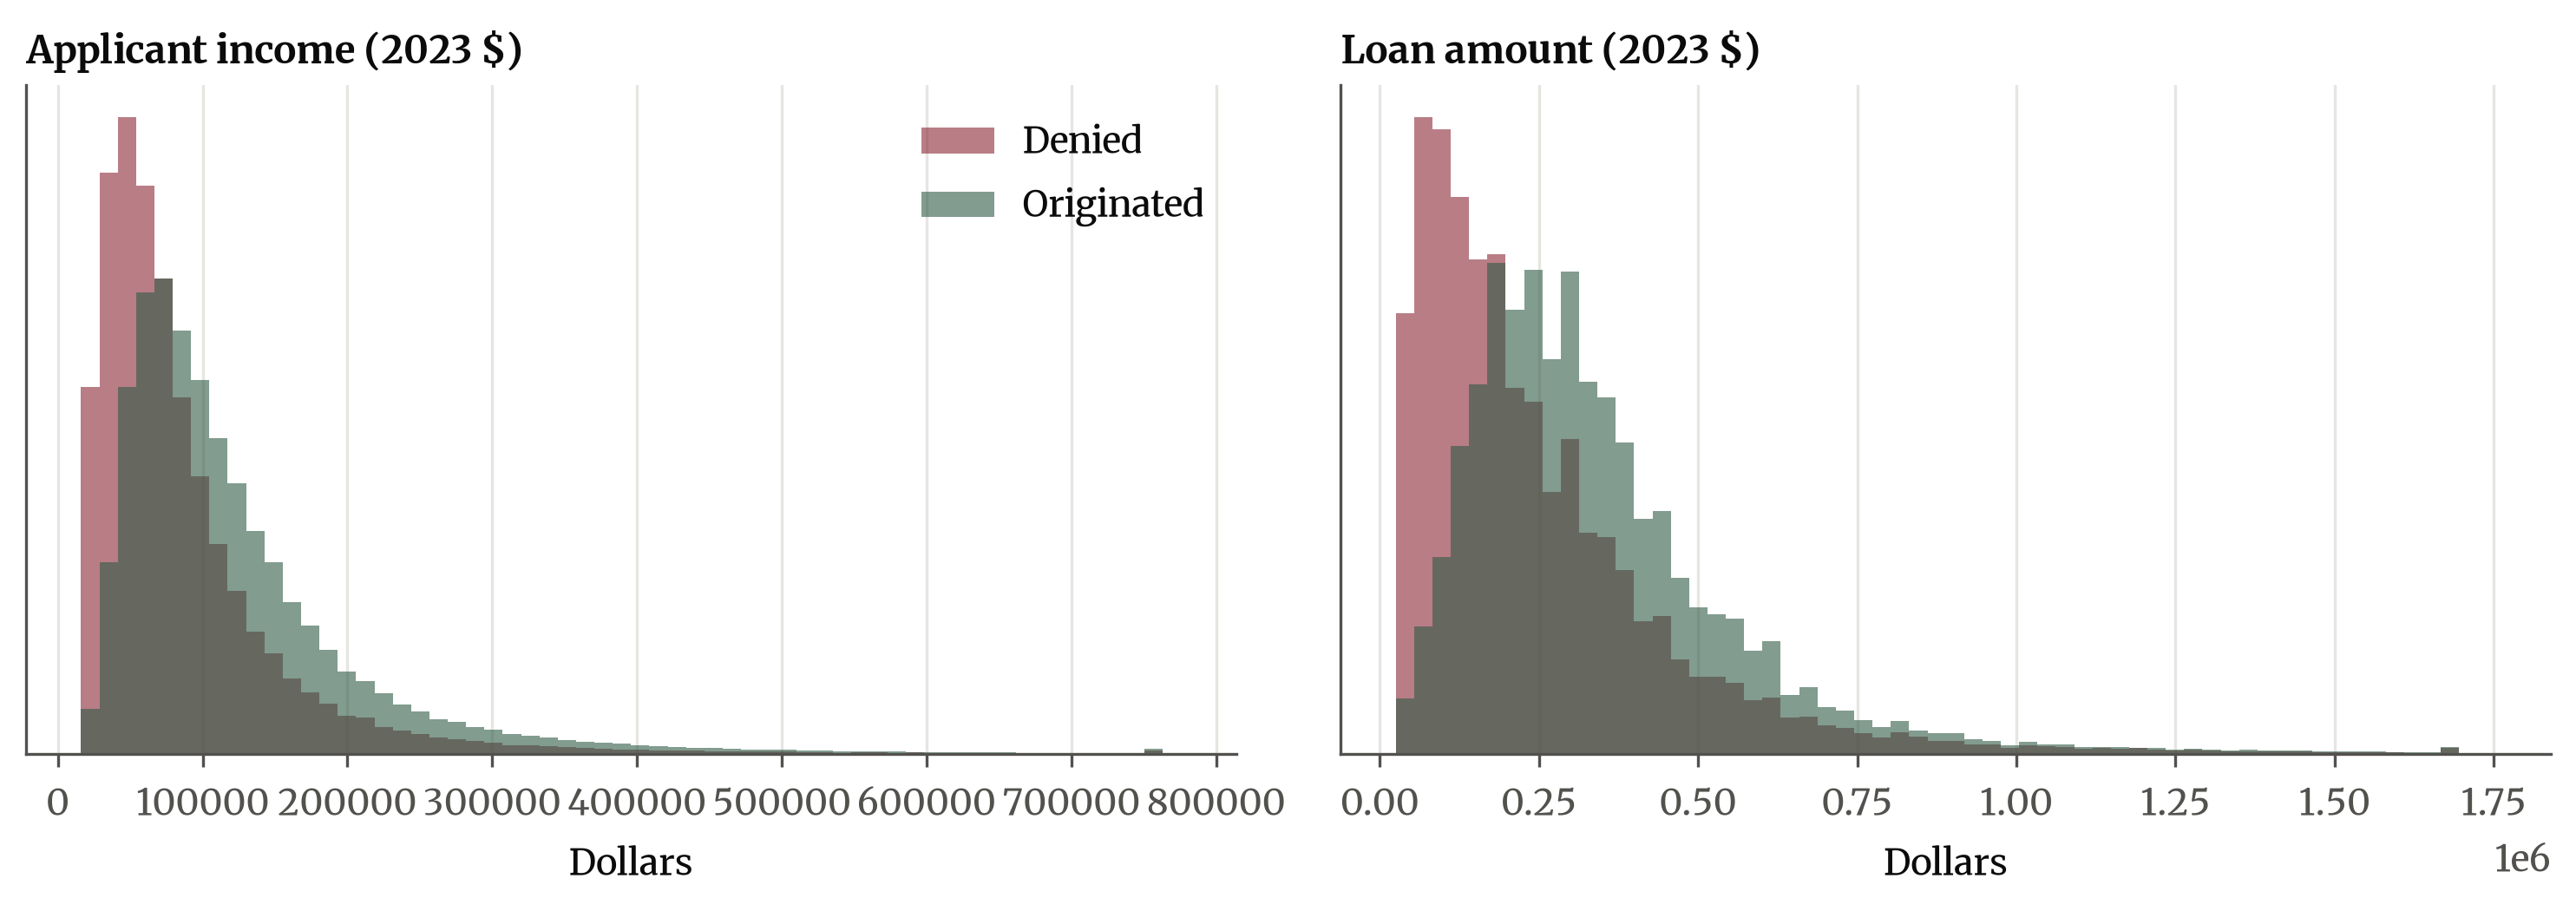 Applicant income (2023 $)
Denied
Originated
0 100000 200000 300000 400000 500000 600000 700000 800000
Dollars
Loan amount (2023 $)
0.00 0.25 0.50 0.75 1.00 1.25 1.50 1.75
Dollars
1e6